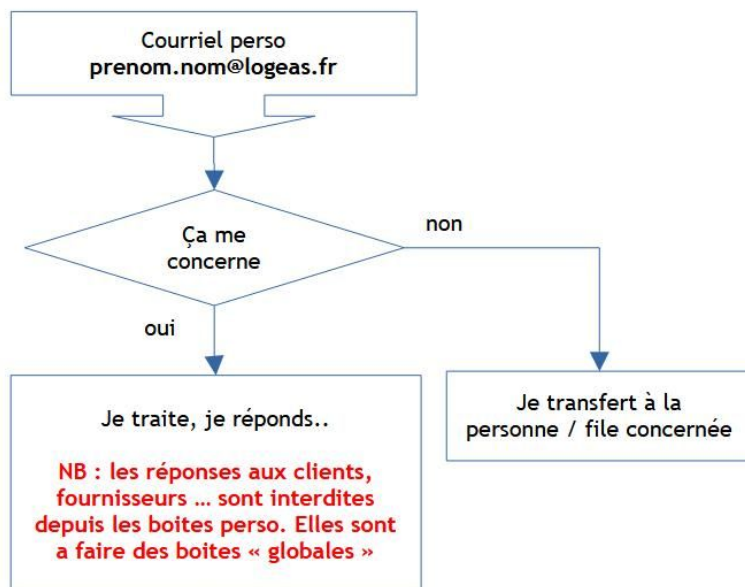 Courriel perso
prenom.nom@logeas.fr
Ça me
concerne
non
oui
Je traite, je réponds..
NB : les réponses aux clients,
fournisseurs ... sont interdites
depuis les boites perso. Elles sont
a faire des boites « globales »
Je transfert à la
personne / file concernée